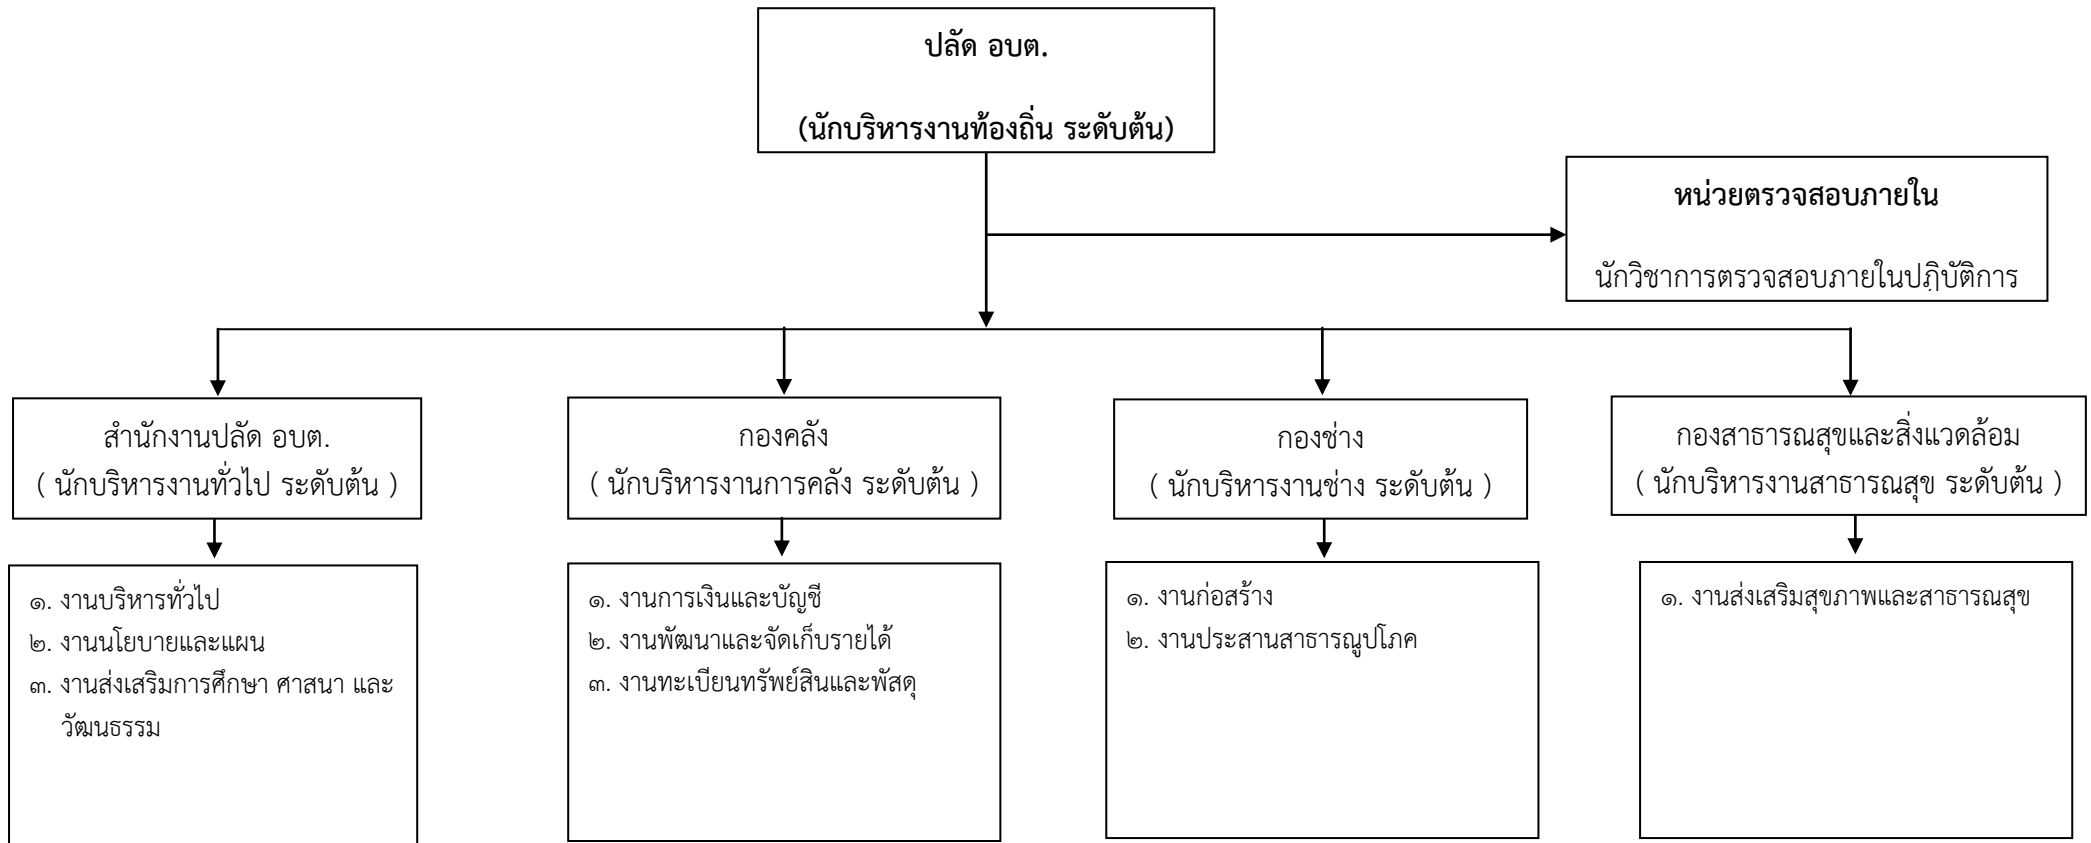 ปลัด อบต.
(นักบริหารงานท้องถิ่น ระดับต้น)
หน่วยตรวจสอบภายใน
นักวิชาการตรวจสอบภายในปฏิบัติการ
สำนักงานปลัด อบต.
( นักบริหารงานทั่วไป ระดับต้น )
กองคลัง
( นักบริหารงานการคลัง ระดับต้น )
กองช่าง
( นักบริหารงานช่าง ระดับต้น )
กองสาธารณสุขและสิ่งแวดล้อม
( นักบริหารงานสาธารณสุข ระดับต้น )
๑. งานบริหารทั่วไป
๒. งานนโยบายและแผน
๓. งานส่งเสริมการศึกษา ศาสนา และ
วัฒนธรรม
๑. งานการเงินและบัญชี
๒. งานพัฒนาและจัดเก็บรายได้
๓. งานทะเบียนทรัพย์สินและพัสดุ
๑. งานก่อสร้าง
๒. งานประสานสาธารณูปโภค
๑. งานส่งเสริมสุขภาพและสาธารณสุข